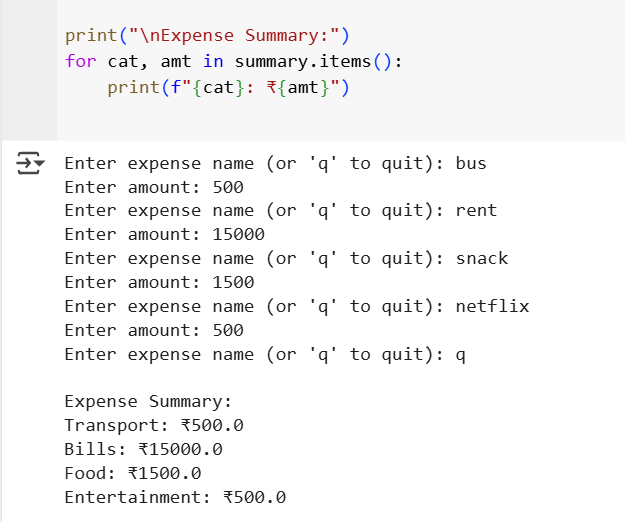 print("\nExpense Summary:")
for cat, amt in summary.items():
    print(f"{cat}: ₹{amt}")
Enter expense name (or 'q' to quit): bus
Enter amount: 500
Enter expense name (or 'q' to quit): rent
Enter amount: 15000
Enter expense name (or 'q' to quit): snack
Enter amount: 1500
Enter expense name (or 'q' to quit): netflix
Enter amount: 500
Enter expense name (or 'q' to quit): q
Expense Summary:
Transport: ₹500.0
Bills: ₹15000.0
Food: ₹1500.0
Entertainment: ₹500.0